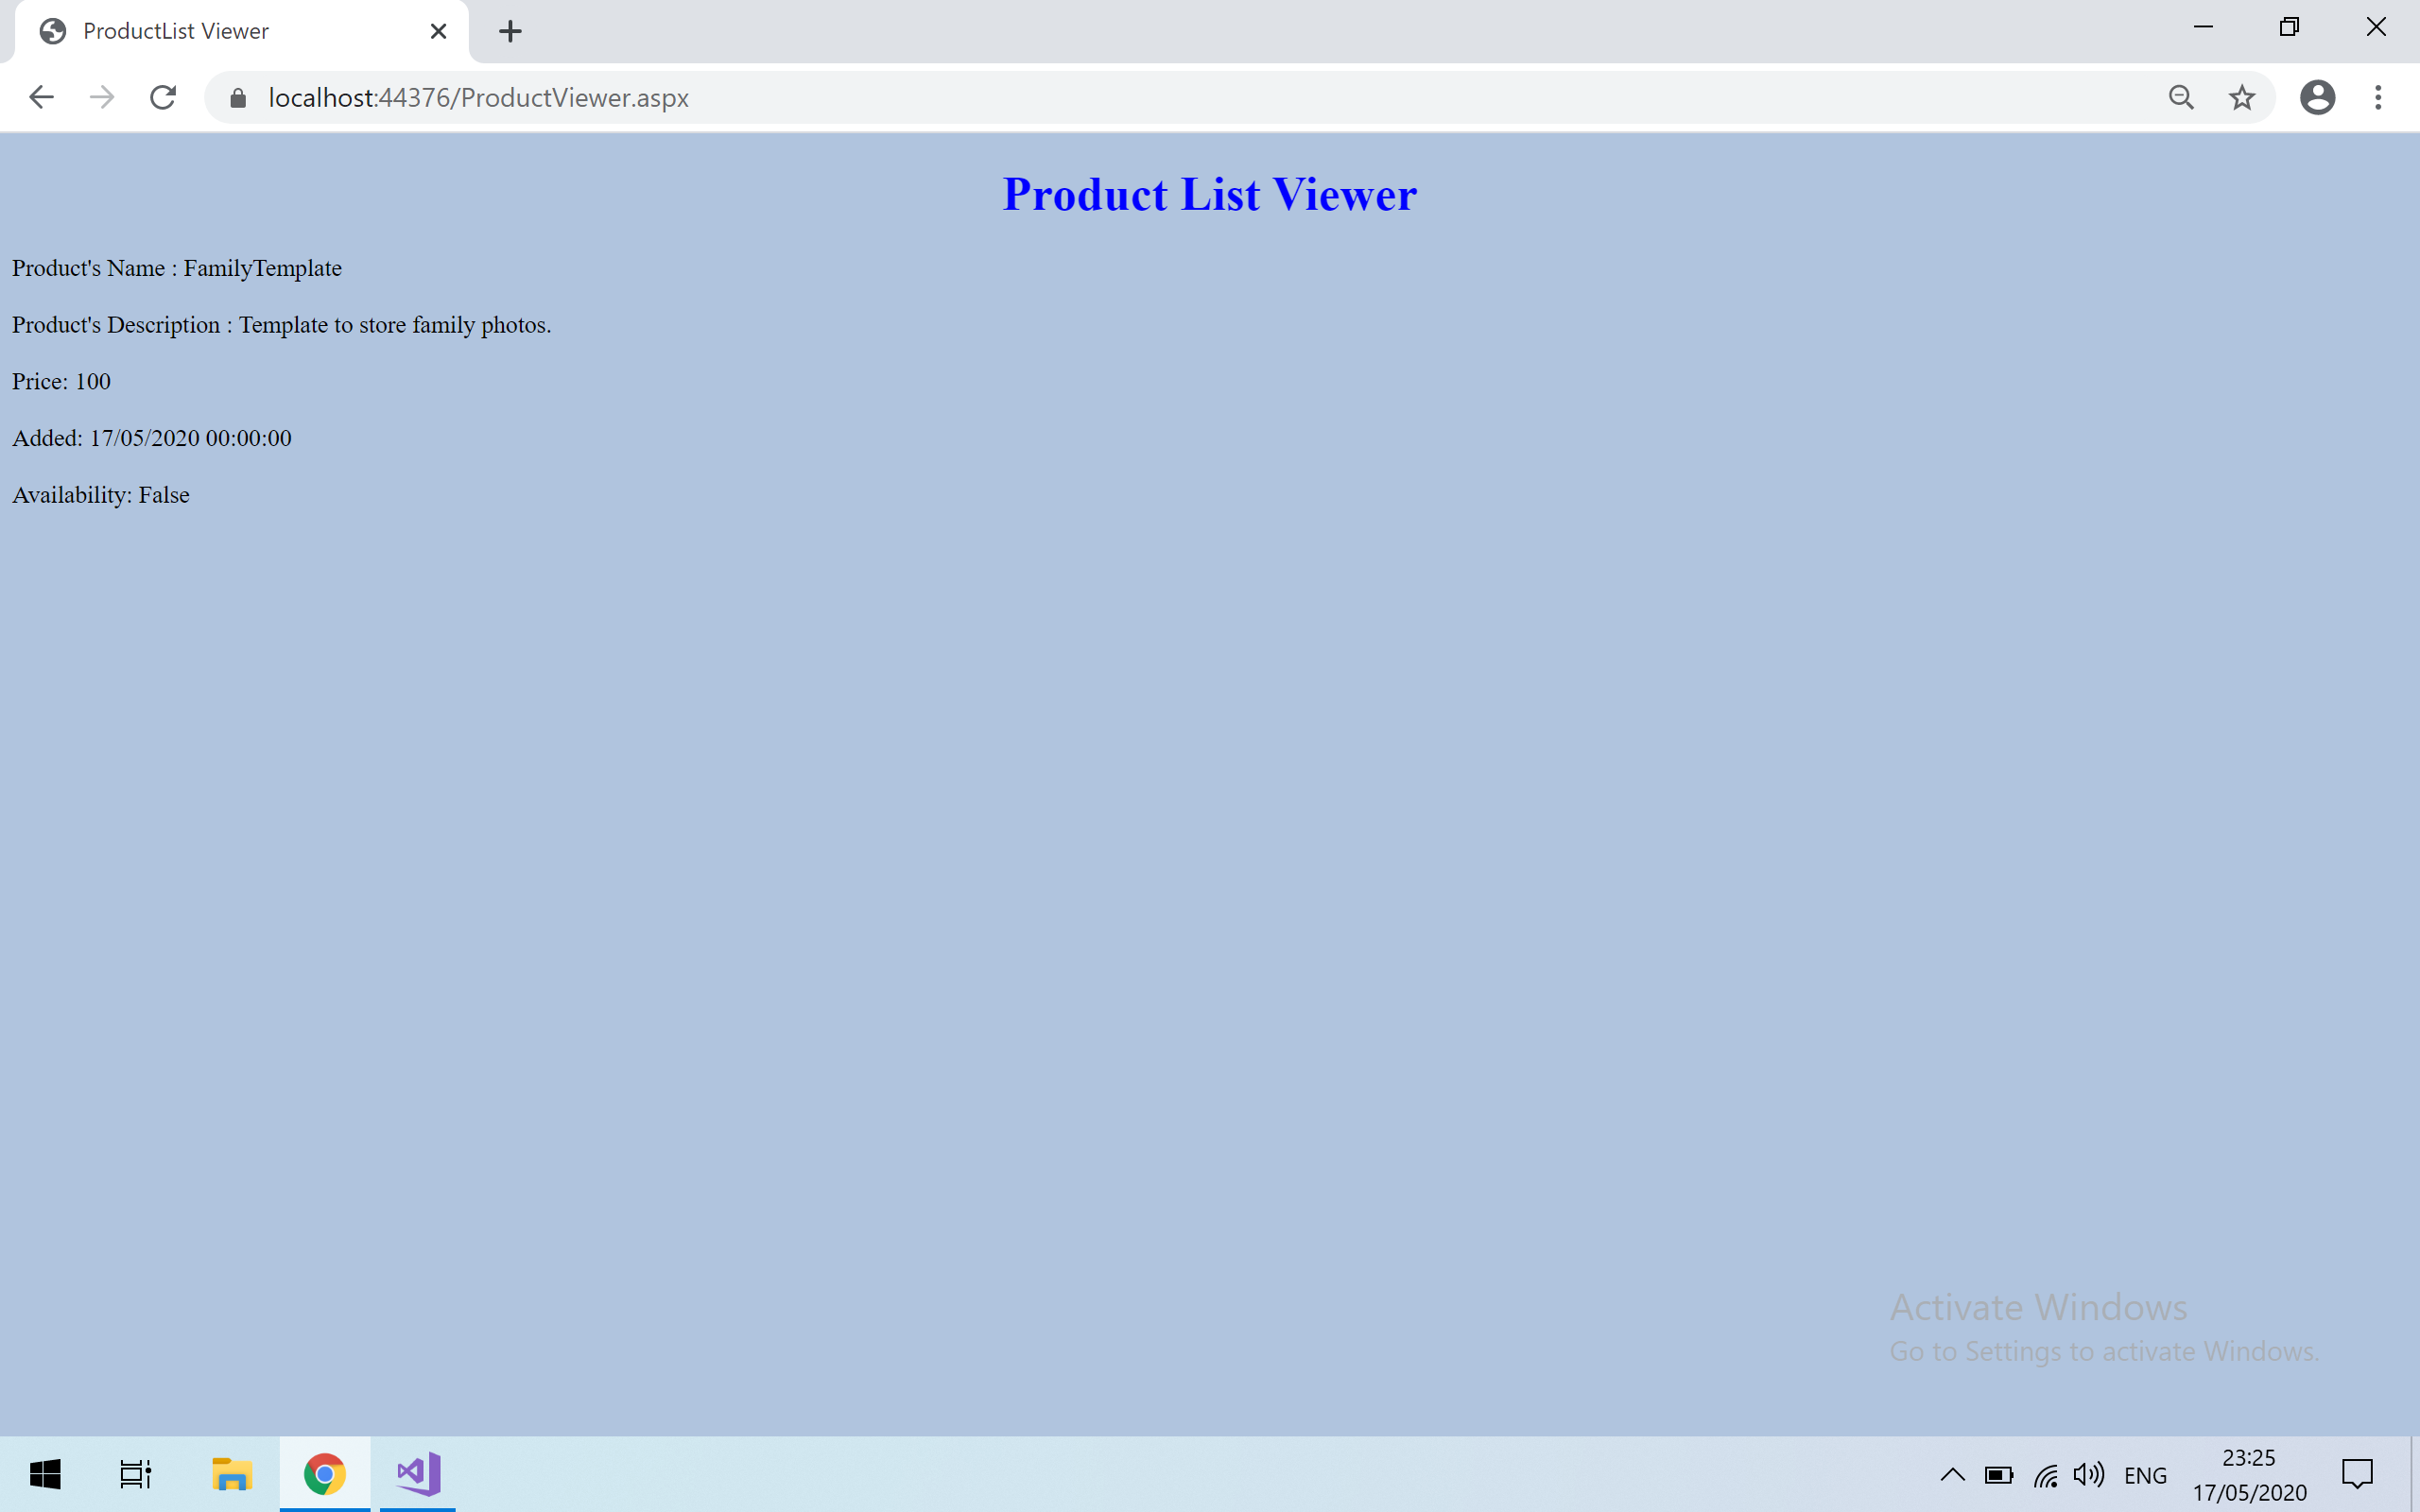 ProductList Viewer
localhost:44376/ProductViewer.aspx
Product List Viewer
Product's Name : FamilyTemplate
Product's Description : Template to store family photos.
Price: 100
Added: 17/05/2020 00:00:00
Availability: False
Activate Windows
Go to Settings to activate Windows.
ENG
23:25
17/05/2020